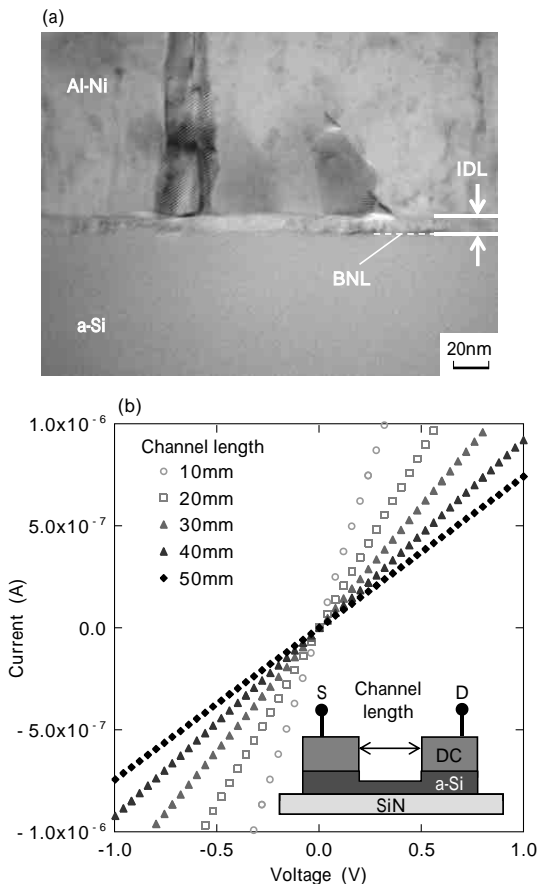 (a)
Al-Ni
IDL
BNL
a-Si
20nm
(b)
1.0x10⁻⁶
Channel length
10mm
20mm
30mm
40mm
50mm
5.0x10⁻⁷
0.0
-5.0x10⁻⁷
-1.0x10⁻⁶
Current (A)
S Channel D
length
DC
a-Si
SiN
-1.0 -0.5 0.0 0.5 1.0
Voltage (V)